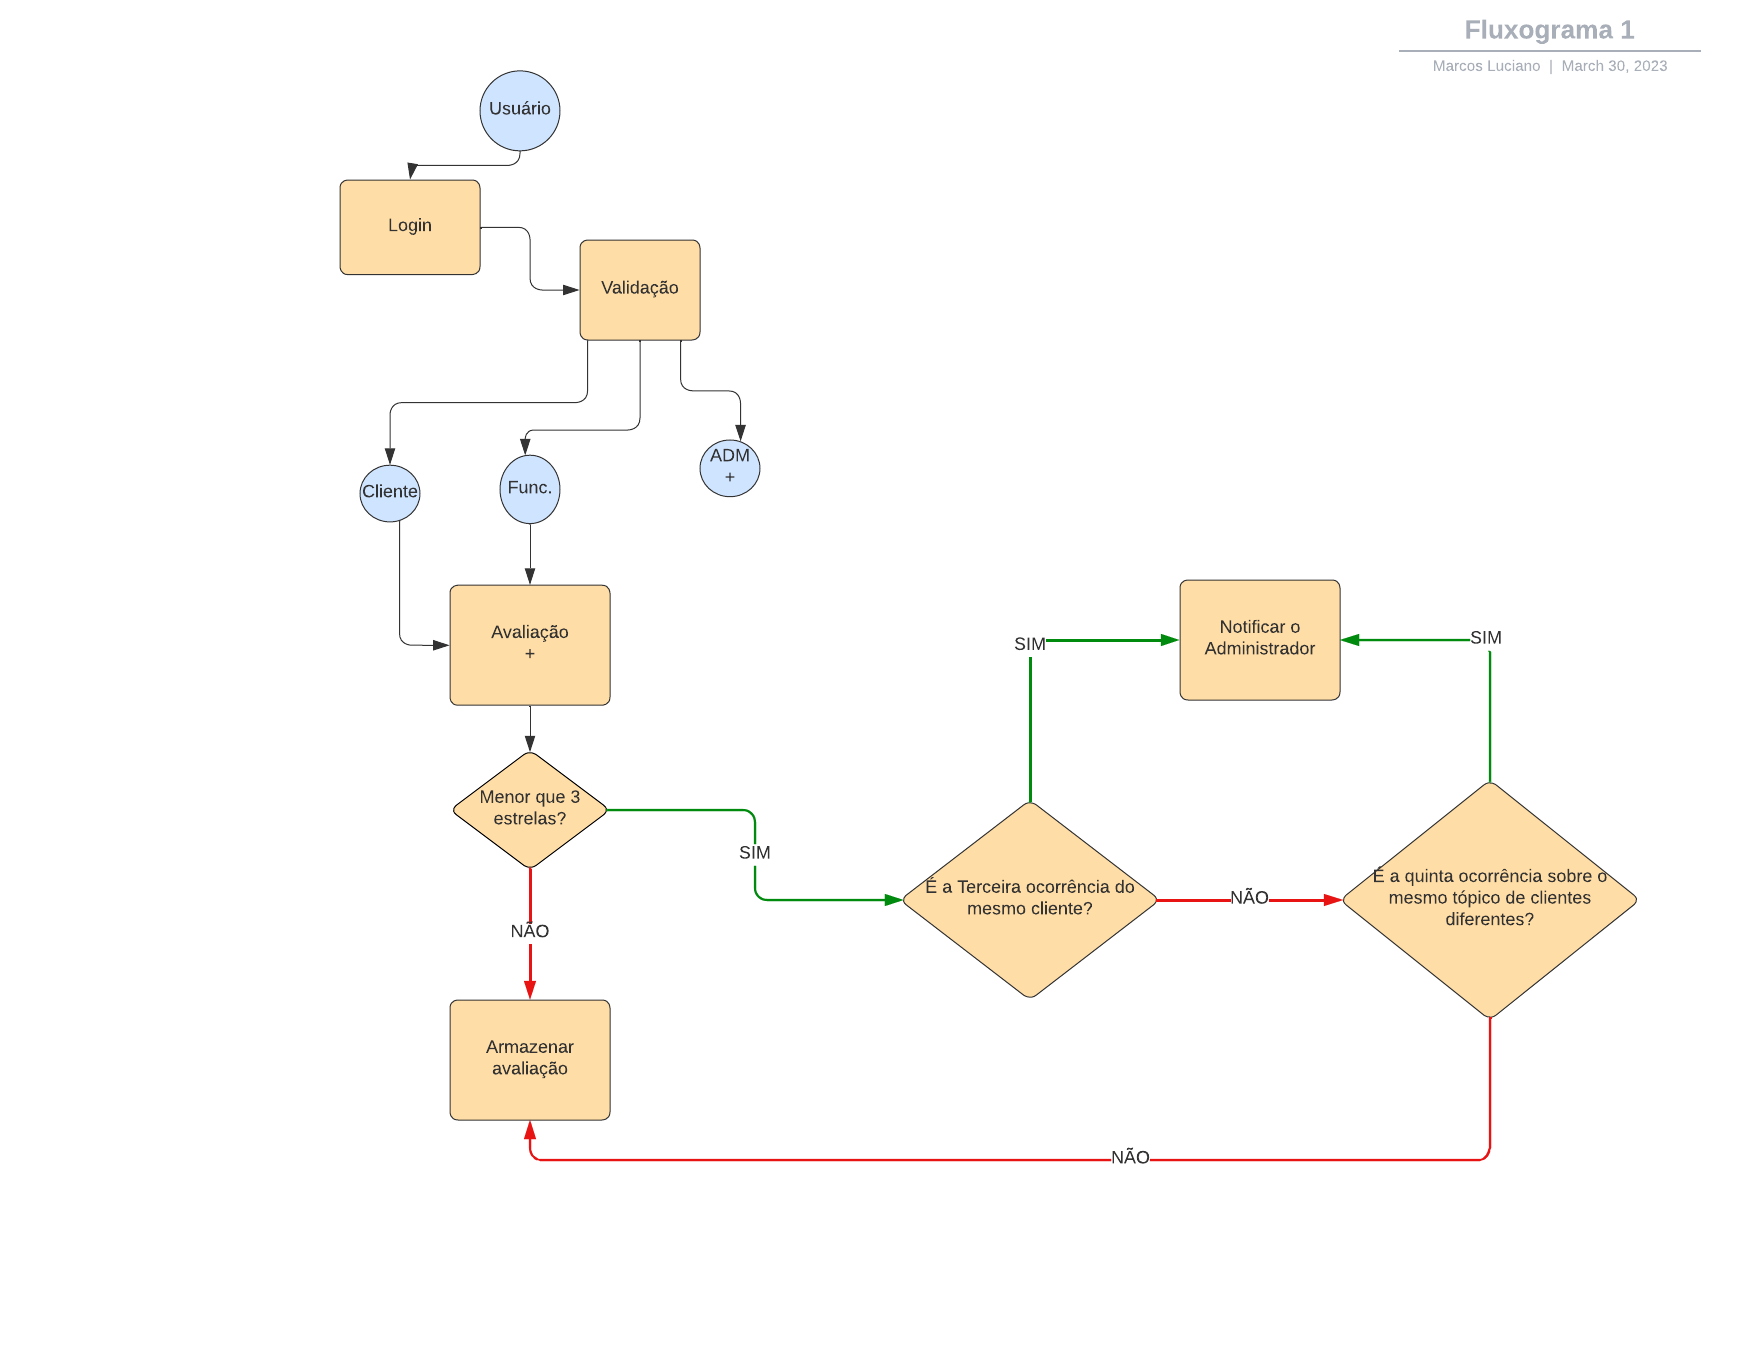 Fluxograma 1
Marcos Luciano | March 30, 2023
Usuário
Login
Validação
Cliente
Func.
ADM
+
Avaliação
+
Menor que 3
estrelas?
SIM
NÃO
Armazenar
avaliação
É a Terceira ocorrência do
mesmo cliente?
SIM
NÃO
Notificar o
Administrador
É a quinta ocorrência sobre o
mesmo tópico de clientes
diferentes?
SIM
NÃO